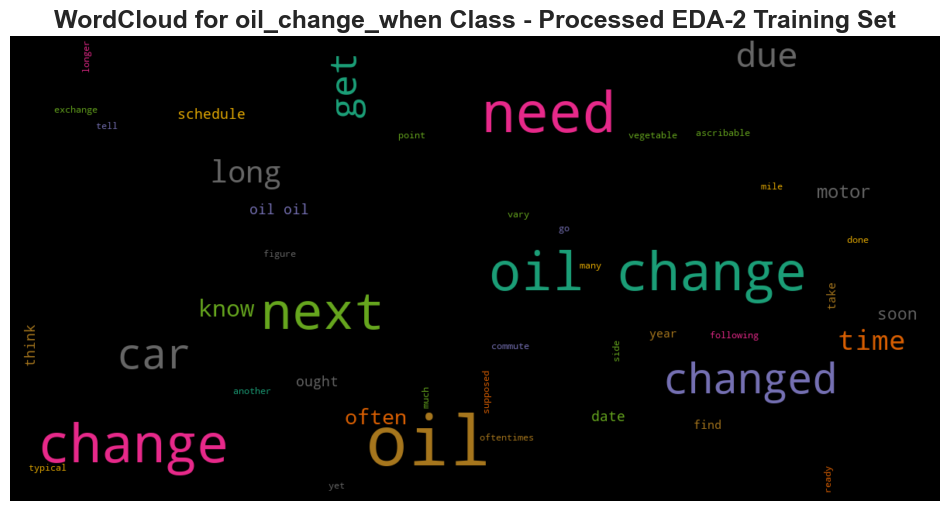 WordCloud for oil_change_when Class - Processed EDA-2 Training Set
longer
get
due
need
exchange
schedule
tell
point
vegetable
ascribable
long
mile
motor
oil oil
vary
go
figure
done
oil change
many
take
know
next
soon
think
year
following
time
car
commute
side
ought
changed
another
much
supposed
often
date
oil
find
change
oftentimes
typical
yet
ready